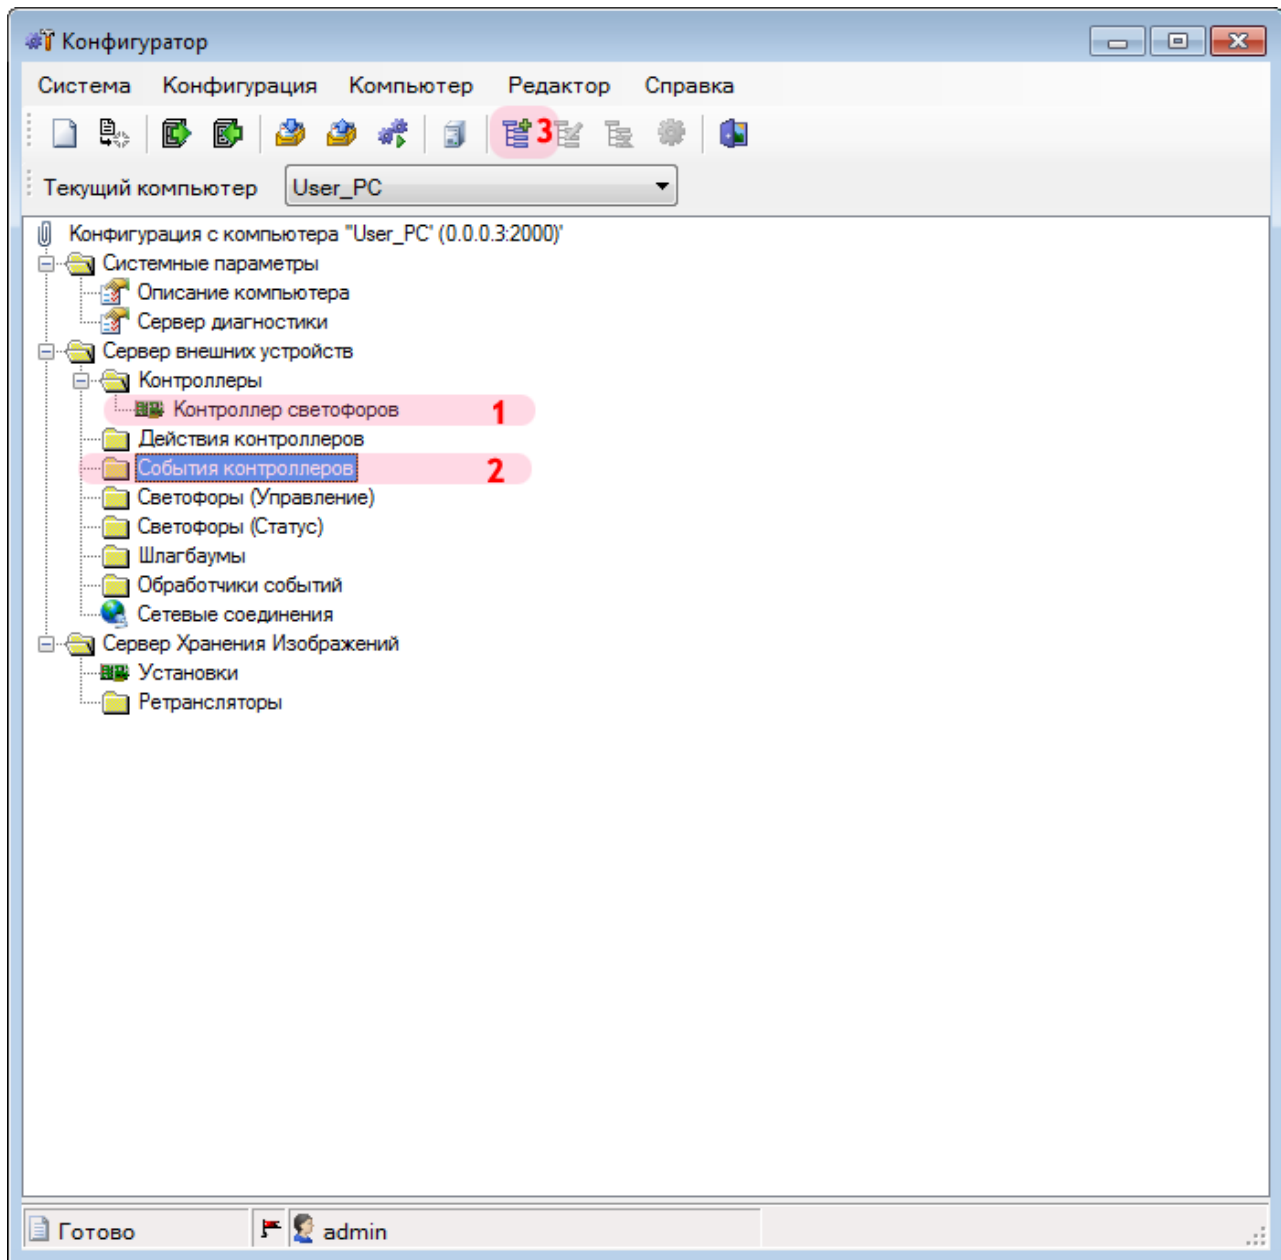 Конфигуратор
Система Конфигурация Компьютер Редактор Справка
3
Текущий компьютер User_PC
Конфигурация с компьютера "User_PC" (0.0.0.3:2000)'
Системные параметры
Описание компьютера
Сервер диагностики
Сервер внешних устройств
Контроллеры
Контроллер светофоров 1
Действия контроллеров
События контроллеров 2
Светофоры (Управление)
Светофоры (Статус)
Шлагбаумы
Обработчики событий
Сетевые соединения
Сервер Хранения Изображений
Установки
Ретрансляторы
Готово admin